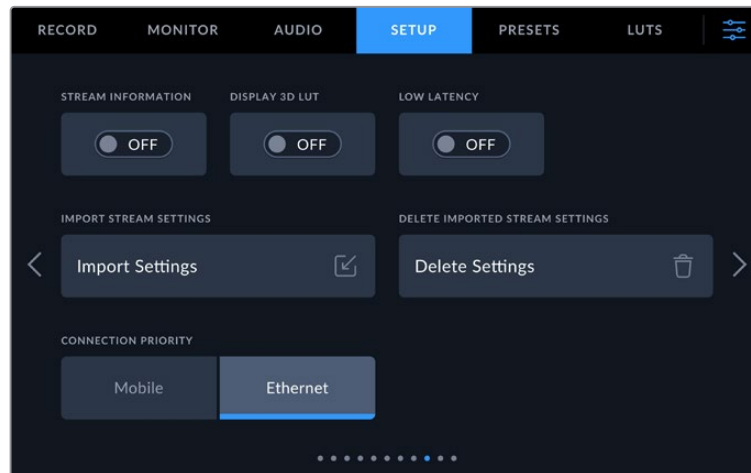 RECORD MONITOR AUDIO SETUP PRESETS LUTS
STREAM INFORMATION DISPLAY 3D LUT LOW LATENCY
OFF OFF OFF
IMPORT STREAM SETTINGS DELETE IMPORTED STREAM SETTINGS
Import Settings Delete Settings
CONNECTION PRIORITY
Mobile Ethernet